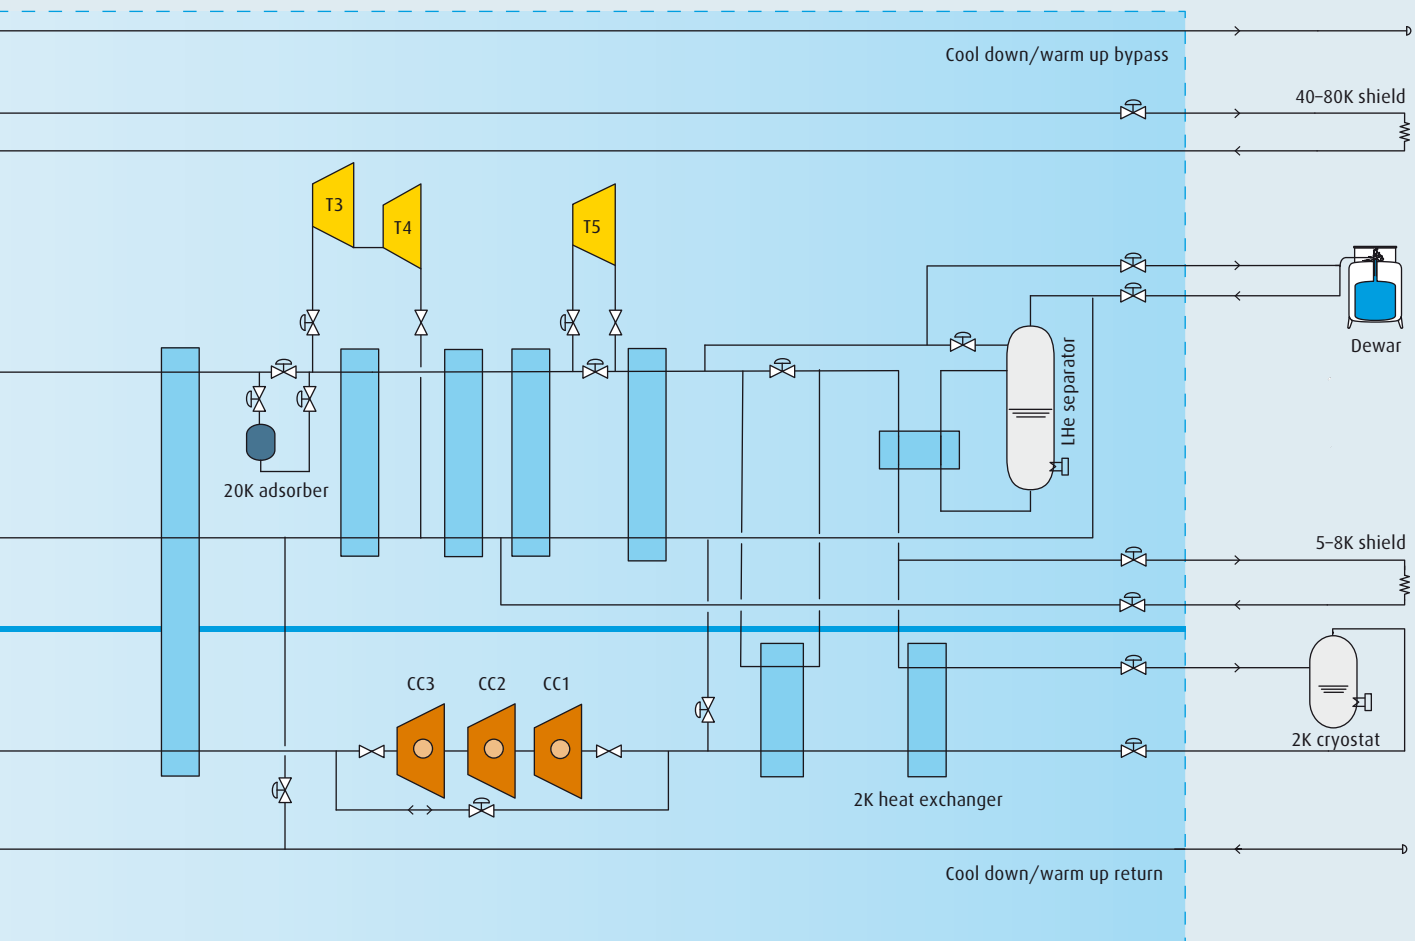 Cool down/warm up bypass
40–80K shield
T3
T4
T5
Dewar
LHe separator
20K adsorber
5–8K shield
CC3
CC2
CC1
2K cryostat
2K heat exchanger
Cool down/warm up return